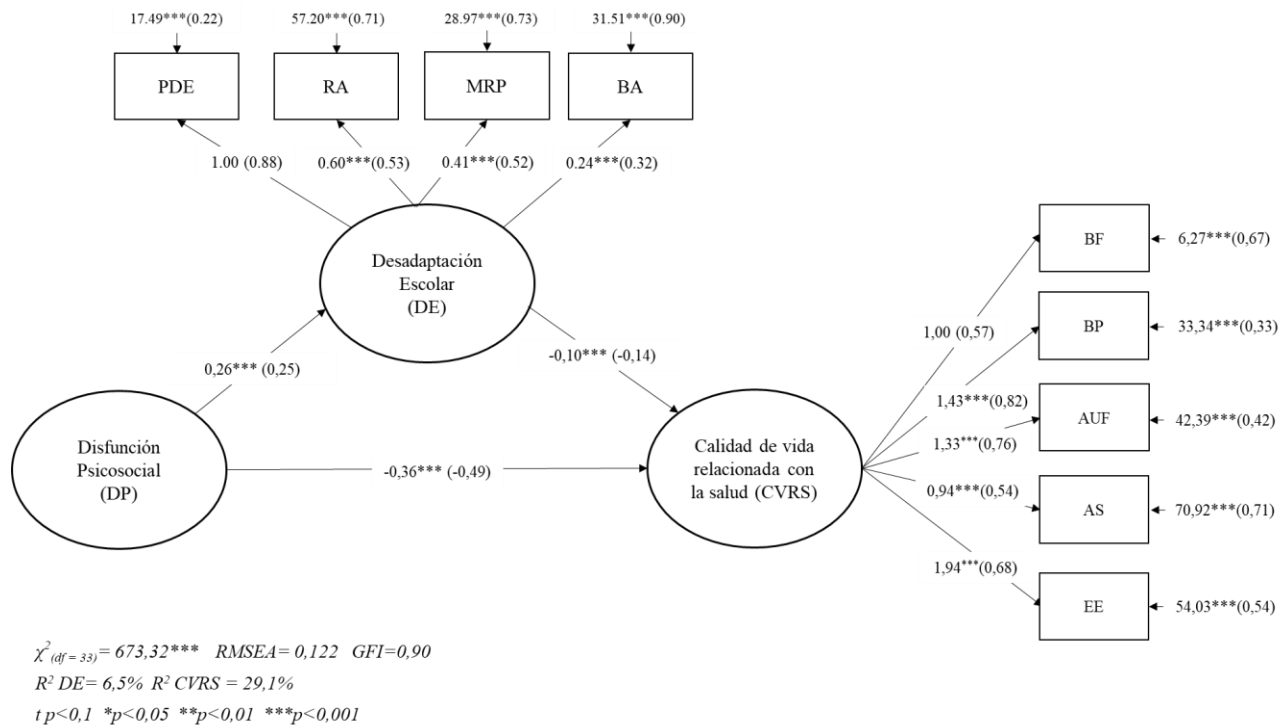 17.49***(0.22) 57.20***(0.71) 28.97***(0.73) 31.51***(0.90)
PDE RA MRP BA
1.00 (0.88) 0.60***(0.53) 0.41***(0.52) 0.24***(0.32)
Desadaptación
Escolar
(DE)
BF 6,27***(0,67)
BP 33,34***(0,33)
1,00 (0,57)
0,26*** (0,25)
-0,10*** (-0,14)
1,43***(0,82)
AUF 42,39***(0,42)
1,33***(0,76)
Disfunción
Psicosocial
(DP)
-0,36*** (-0,49)
Calidad de vida
relacionada con
la salud (CVRS)
0,94***(0,54)
AS 70,92***(0,71)
1,94***(0,68)
EE 54,03***(0,54)
χ²(df = 33)= 673,32*** RMSEA= 0,122 GFI=0,90
R² DE= 6,5% R² CVRS = 29,1%
t p<0,1 *p<0,05 **p<0,01 ***p<0,001